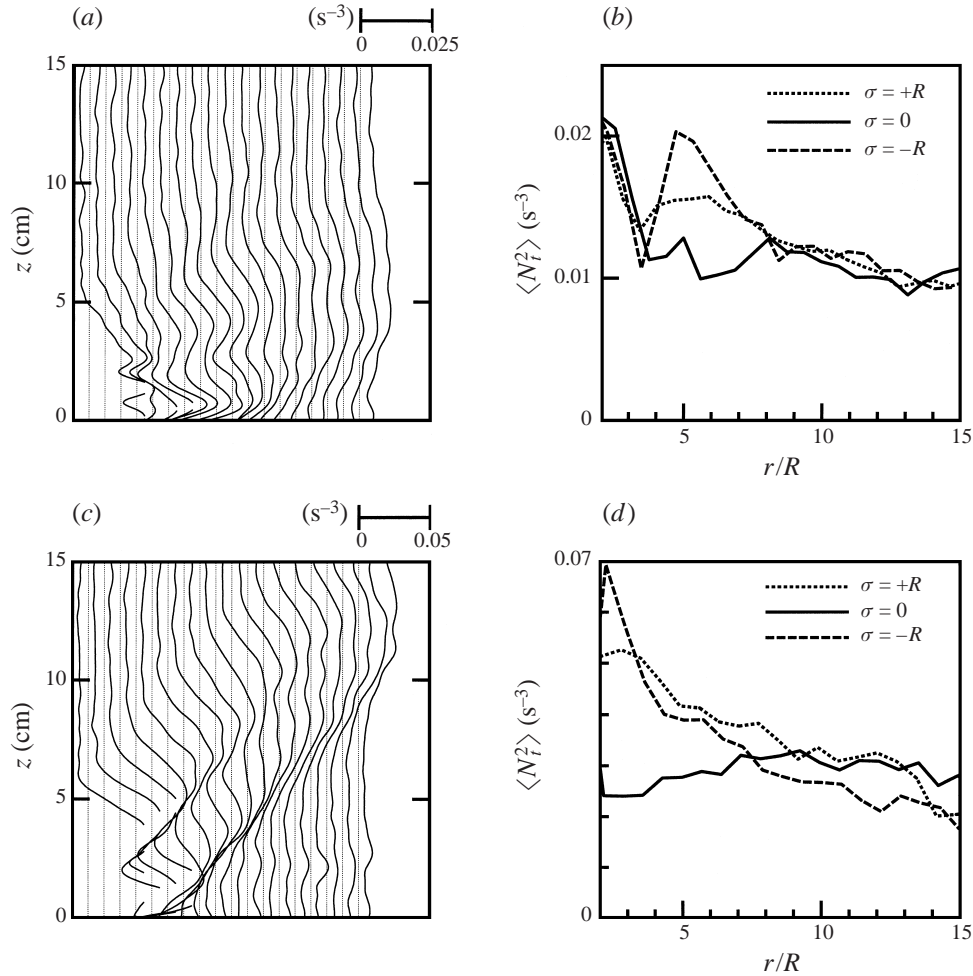 (a)
(s⁻³)
0
0.025
15
10
5
0
z (cm)
(b)
σ = +R
σ = 0
σ = −R
0.02
0.01
0
⟨N_t^2⟩ (s⁻³)
5
10
15
r/R
(c)
(s⁻³)
0
0.05
15
10
5
0
z (cm)
(d)
0.07
σ = +R
σ = 0
σ = −R
0
⟨N_t^2⟩ (s⁻³)
5
10
15
r/R